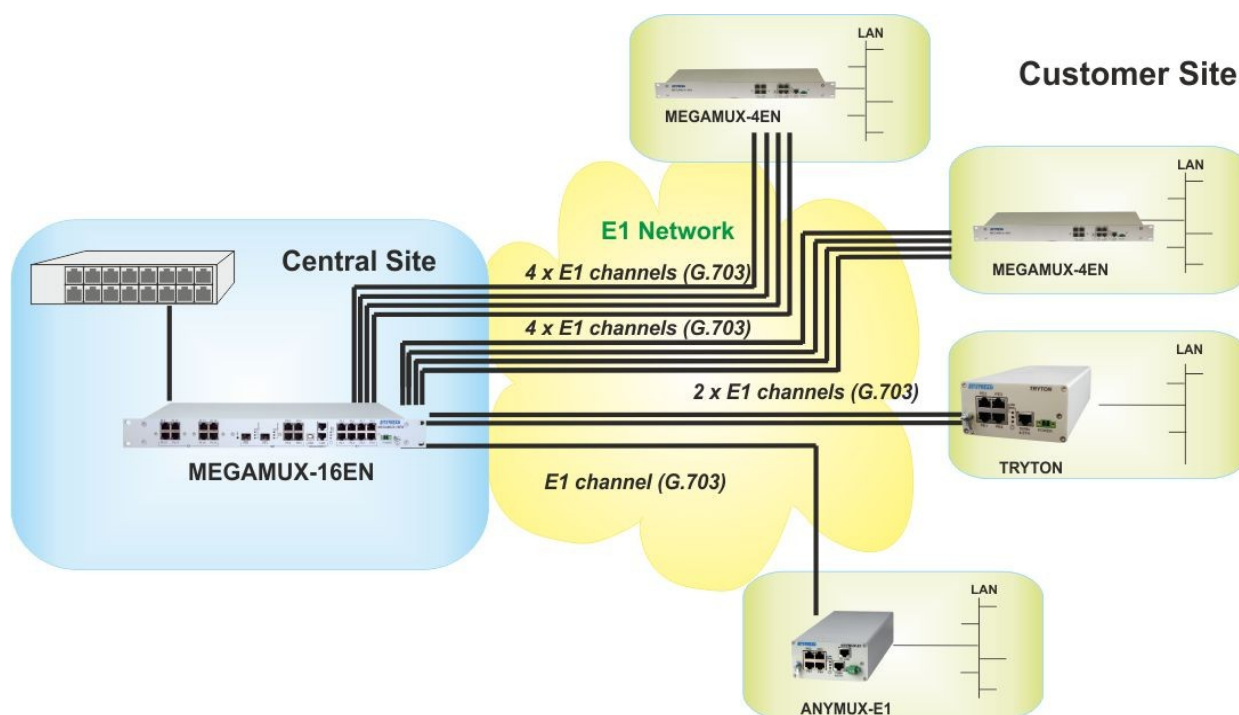 LAN
Customer Site
MEGAMUX-4EN
LAN
E1 Network
Central Site
4 x E1 channels (G.703)
MEGAMUX-4EN
4 x E1 channels (G.703)
LAN
2 x E1 channels (G.703)
TRYTON
MEGAMUX-16EN
TRYTON
E1 channel (G.703)
LAN
ANYMUX-E1